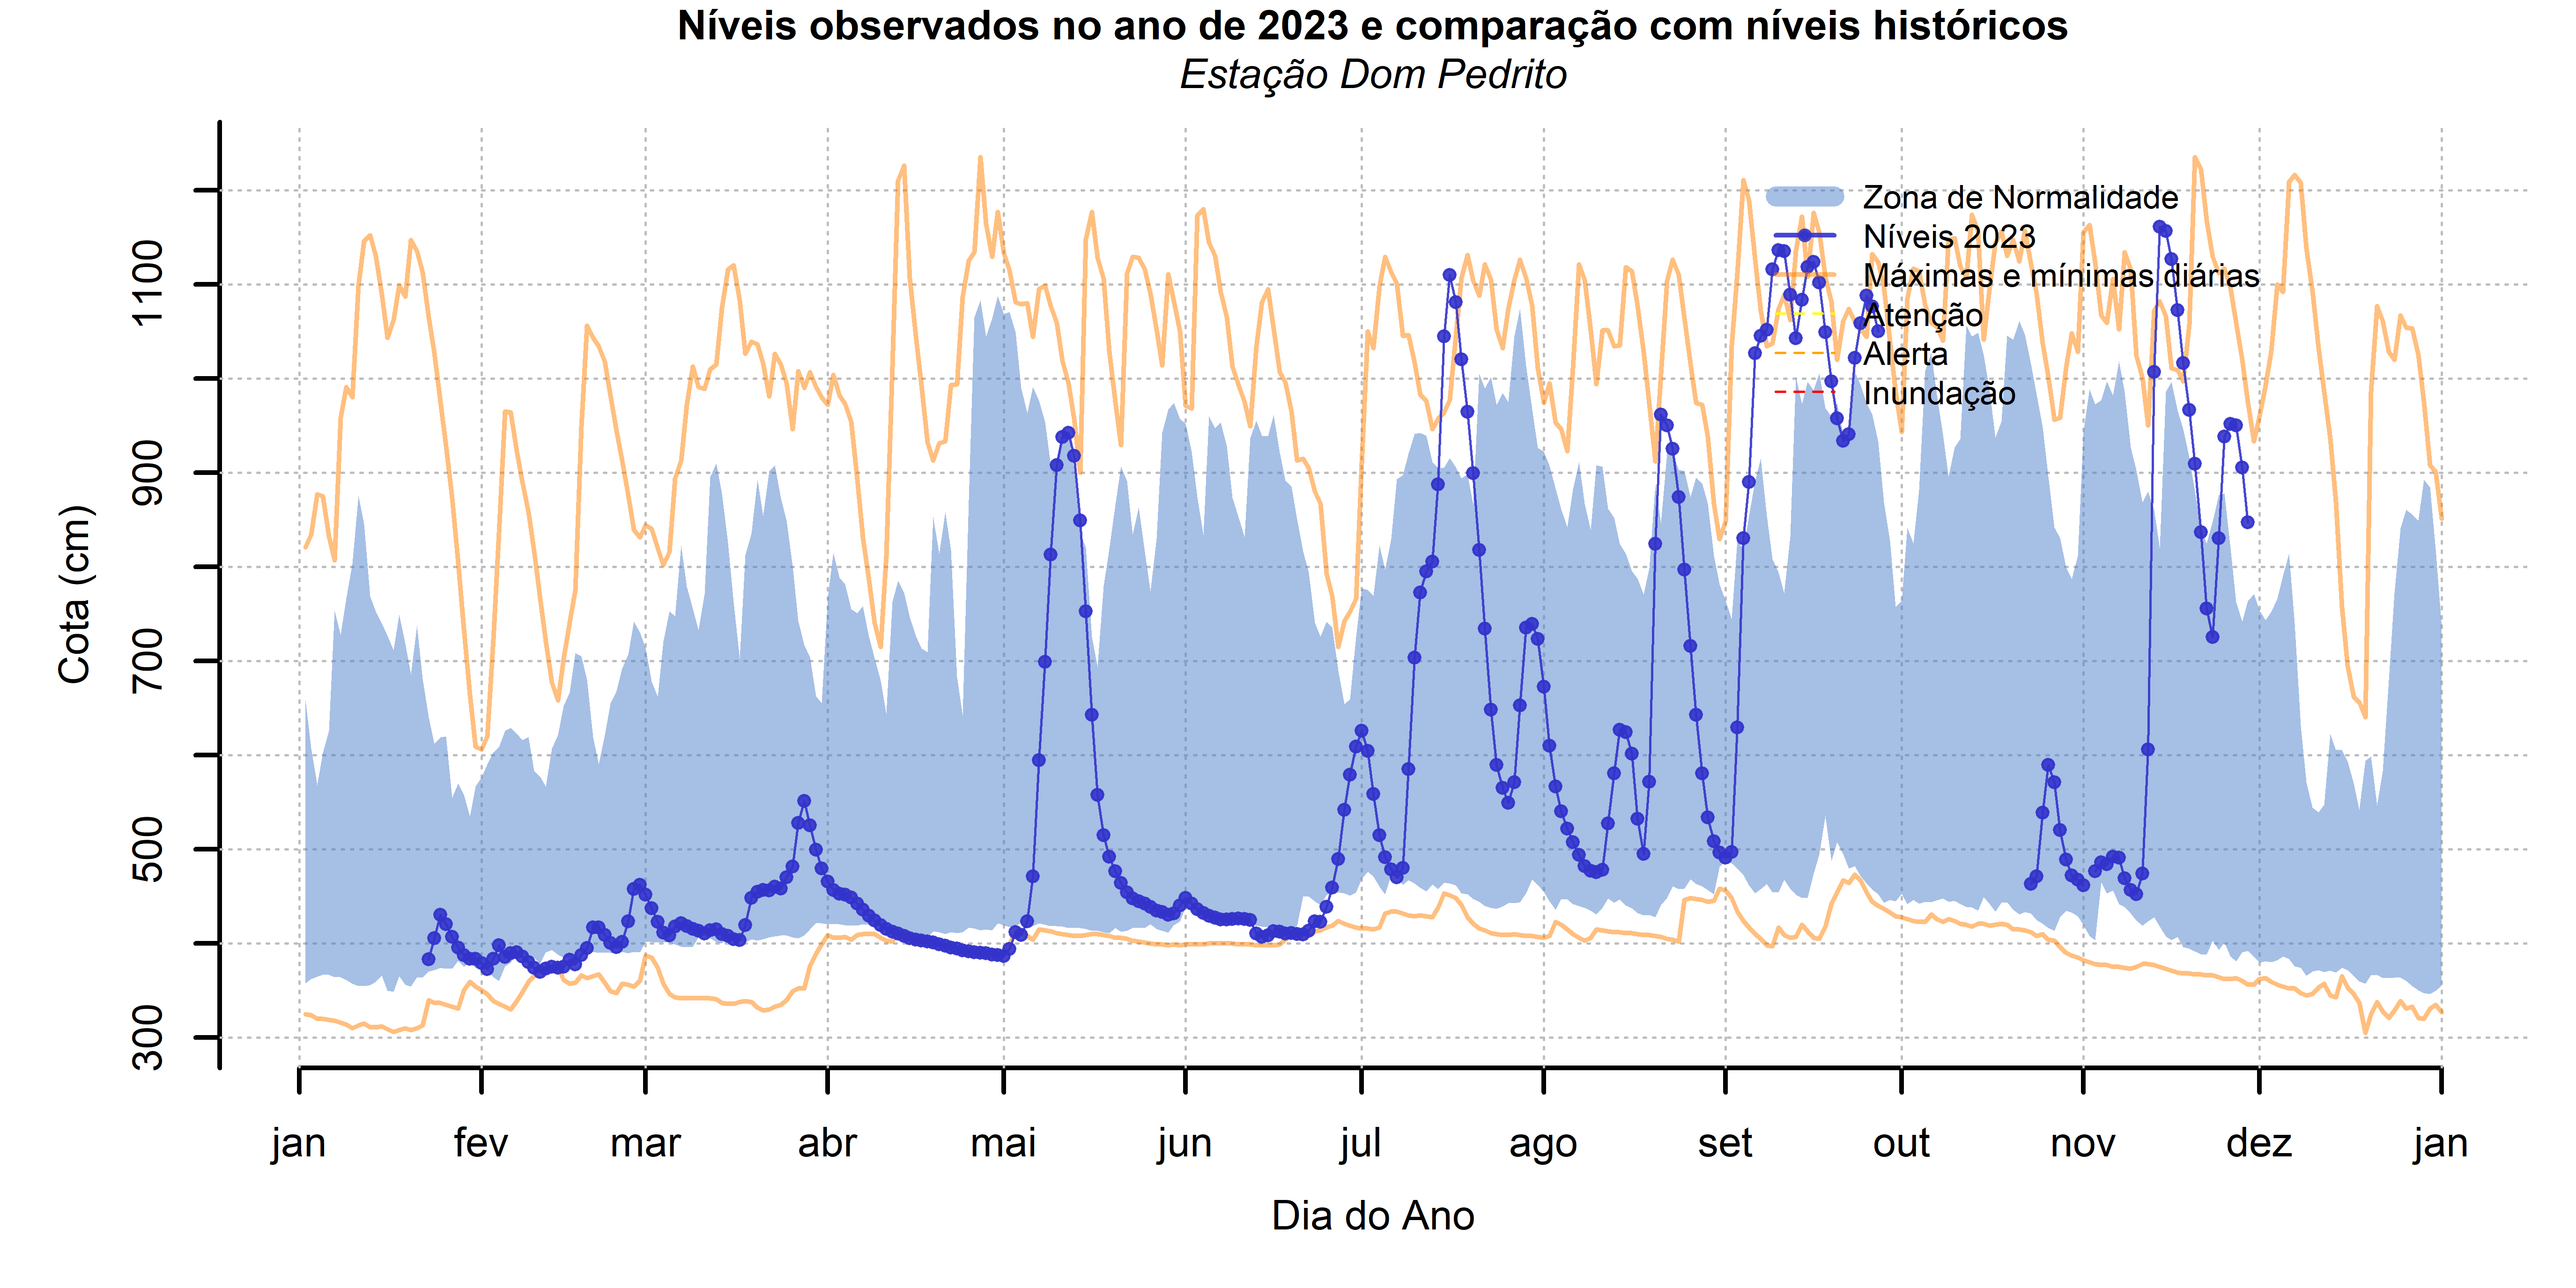 Níveis observados no ano de 2023 e comparação com níveis históricos
Estação Dom Pedrito
Cota (cm)
1100
900
700
500
300
Zona de Normalidade
Níveis 2023
Máximas e mínimas diárias
Atenção
Alerta
Inundação
jan fev mar abr mai jun jul ago set out nov dez jan
Dia do Ano